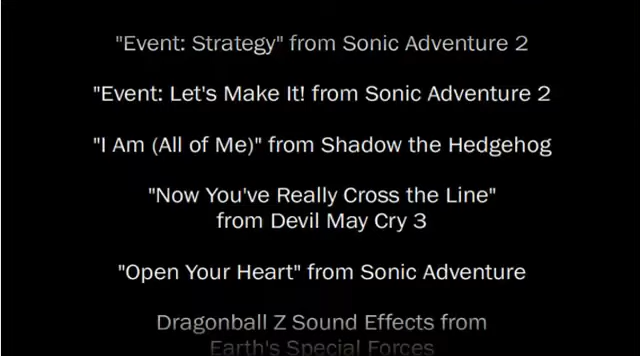 "Event: Strategy" from Sonic Adventure 2
"Event: Let's Make It! from Sonic Adventure 2
"I Am (All of Me)" from Shadow the Hedgehog
"Now You've Really Cross the Line"
from Devil May Cry 3
"Open Your Heart" from Sonic Adventure
Dragonball Z Sound Effects from
Earth's Special Forces